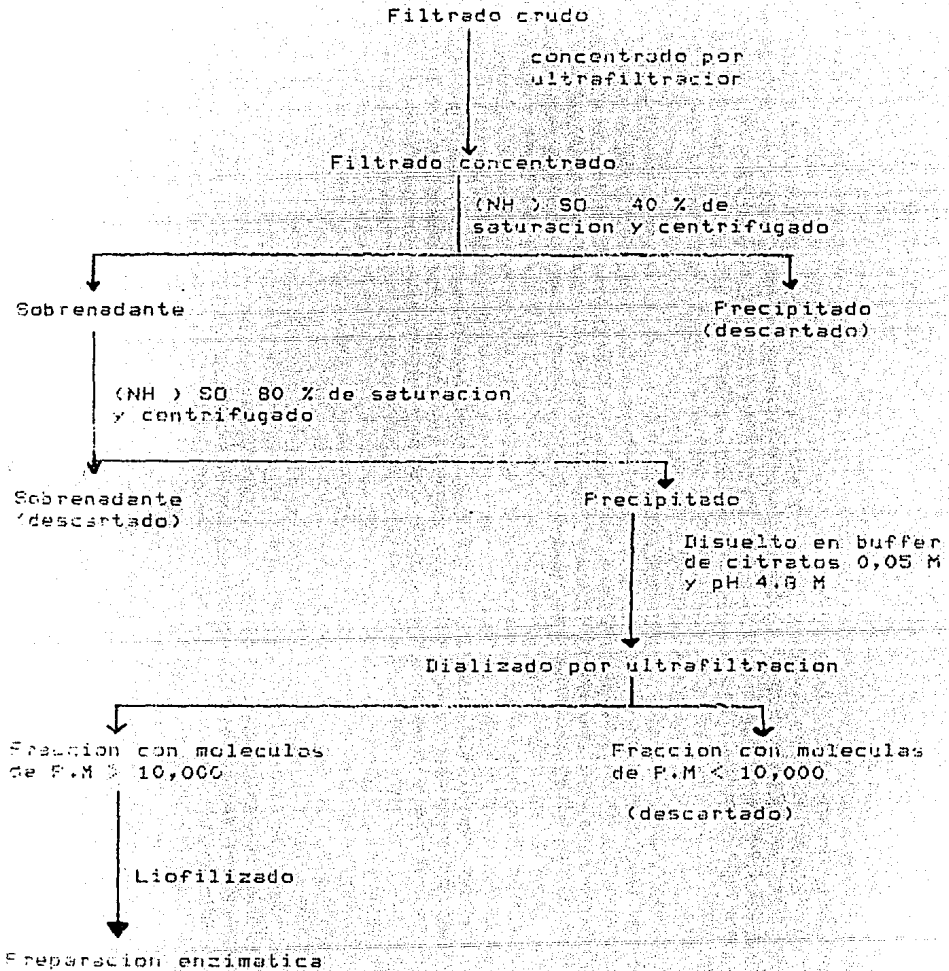 Filtrado crudo
concentrado por
ultrafiltracion
Filtrado concentrado
(NH ) SO 40 % de
saturacion y centrifugado
Sobrenadante
Precipitado
(descartado)
(NH ) SO 80 % de saturacion
y centrifugado
Sobrenadante
(descartado)
Precipitado
Disuelto en buffer
de citratos 0,05 M
y pH 4.8 M
Dializado por ultrafiltracion
Fraccion con moleculas
de P.M > 10,000
Fraccion con moleculas
de P.M < 10,000
(descartado)
Liofilizado
Preparacion enzimatica